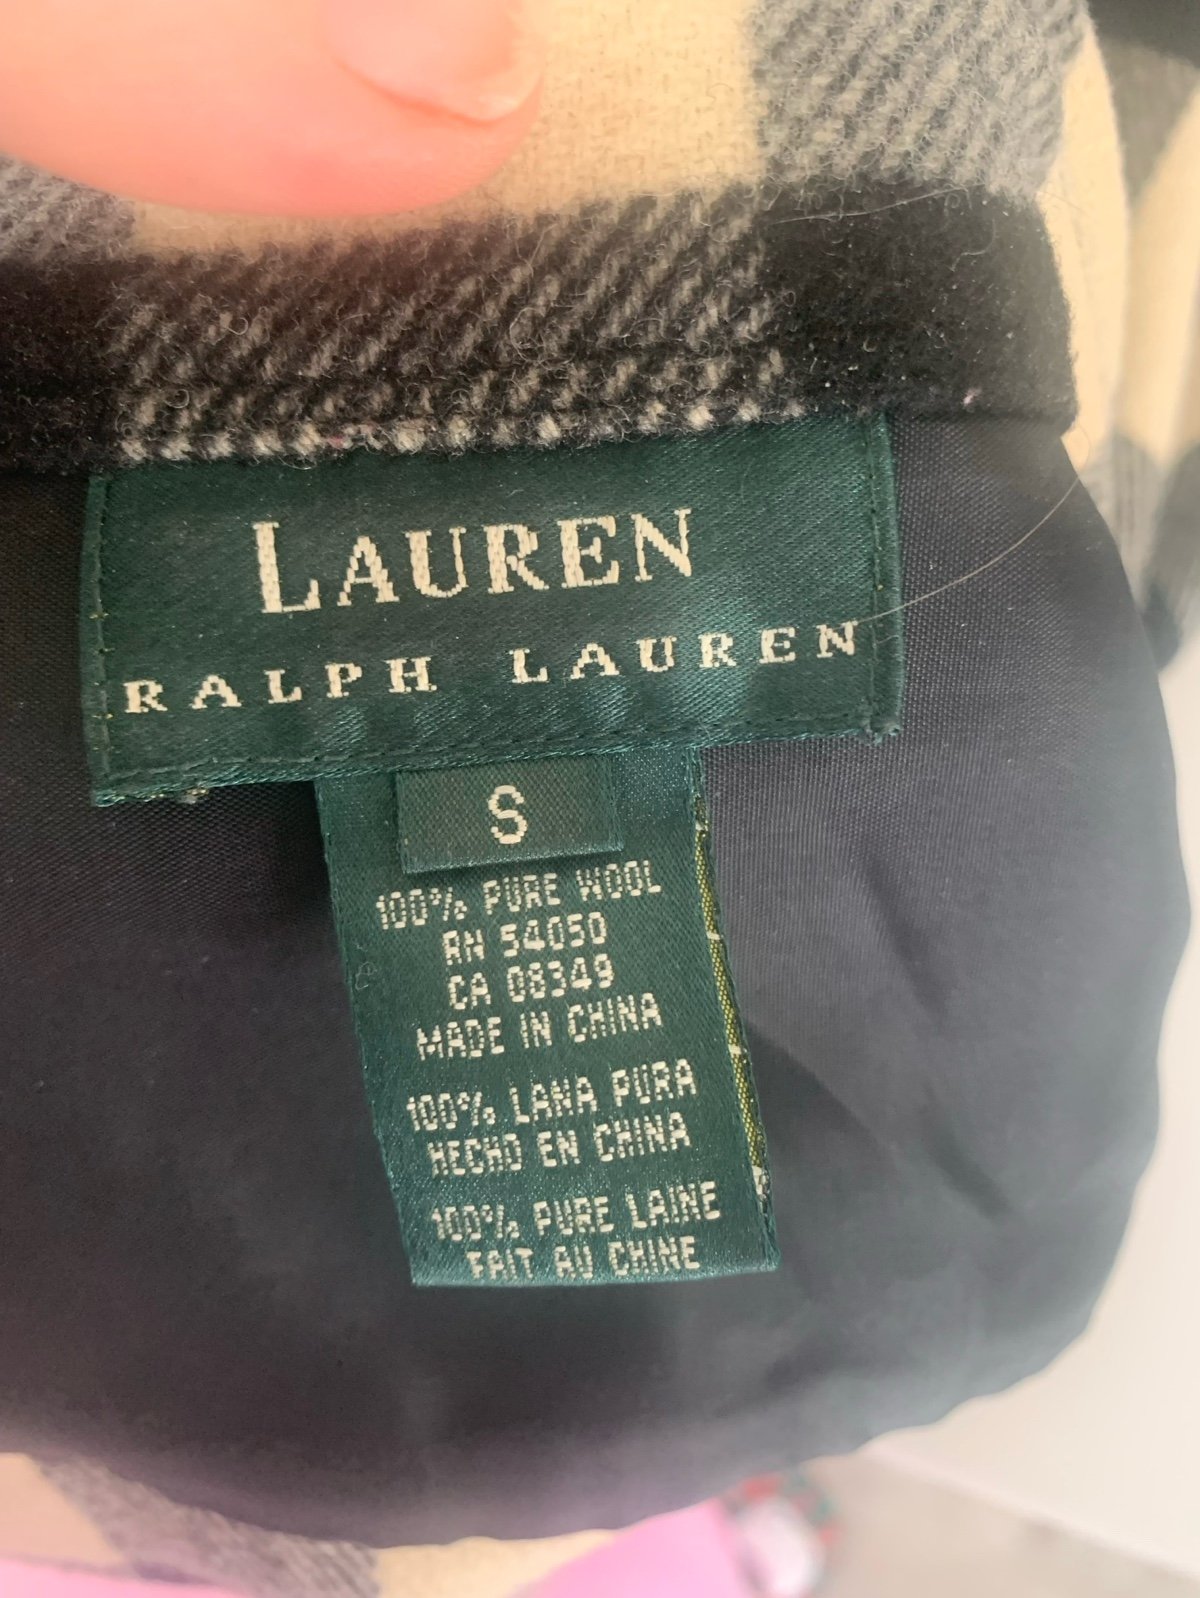 LAUREN
RALPH LAUREN
S
100% PURE WOOL
RN 54050
CA 08349
MADE IN CHINA
100% LANA PURA
HECHO EN CHINA
100% PURE LAINE
FAIT AU CHINE